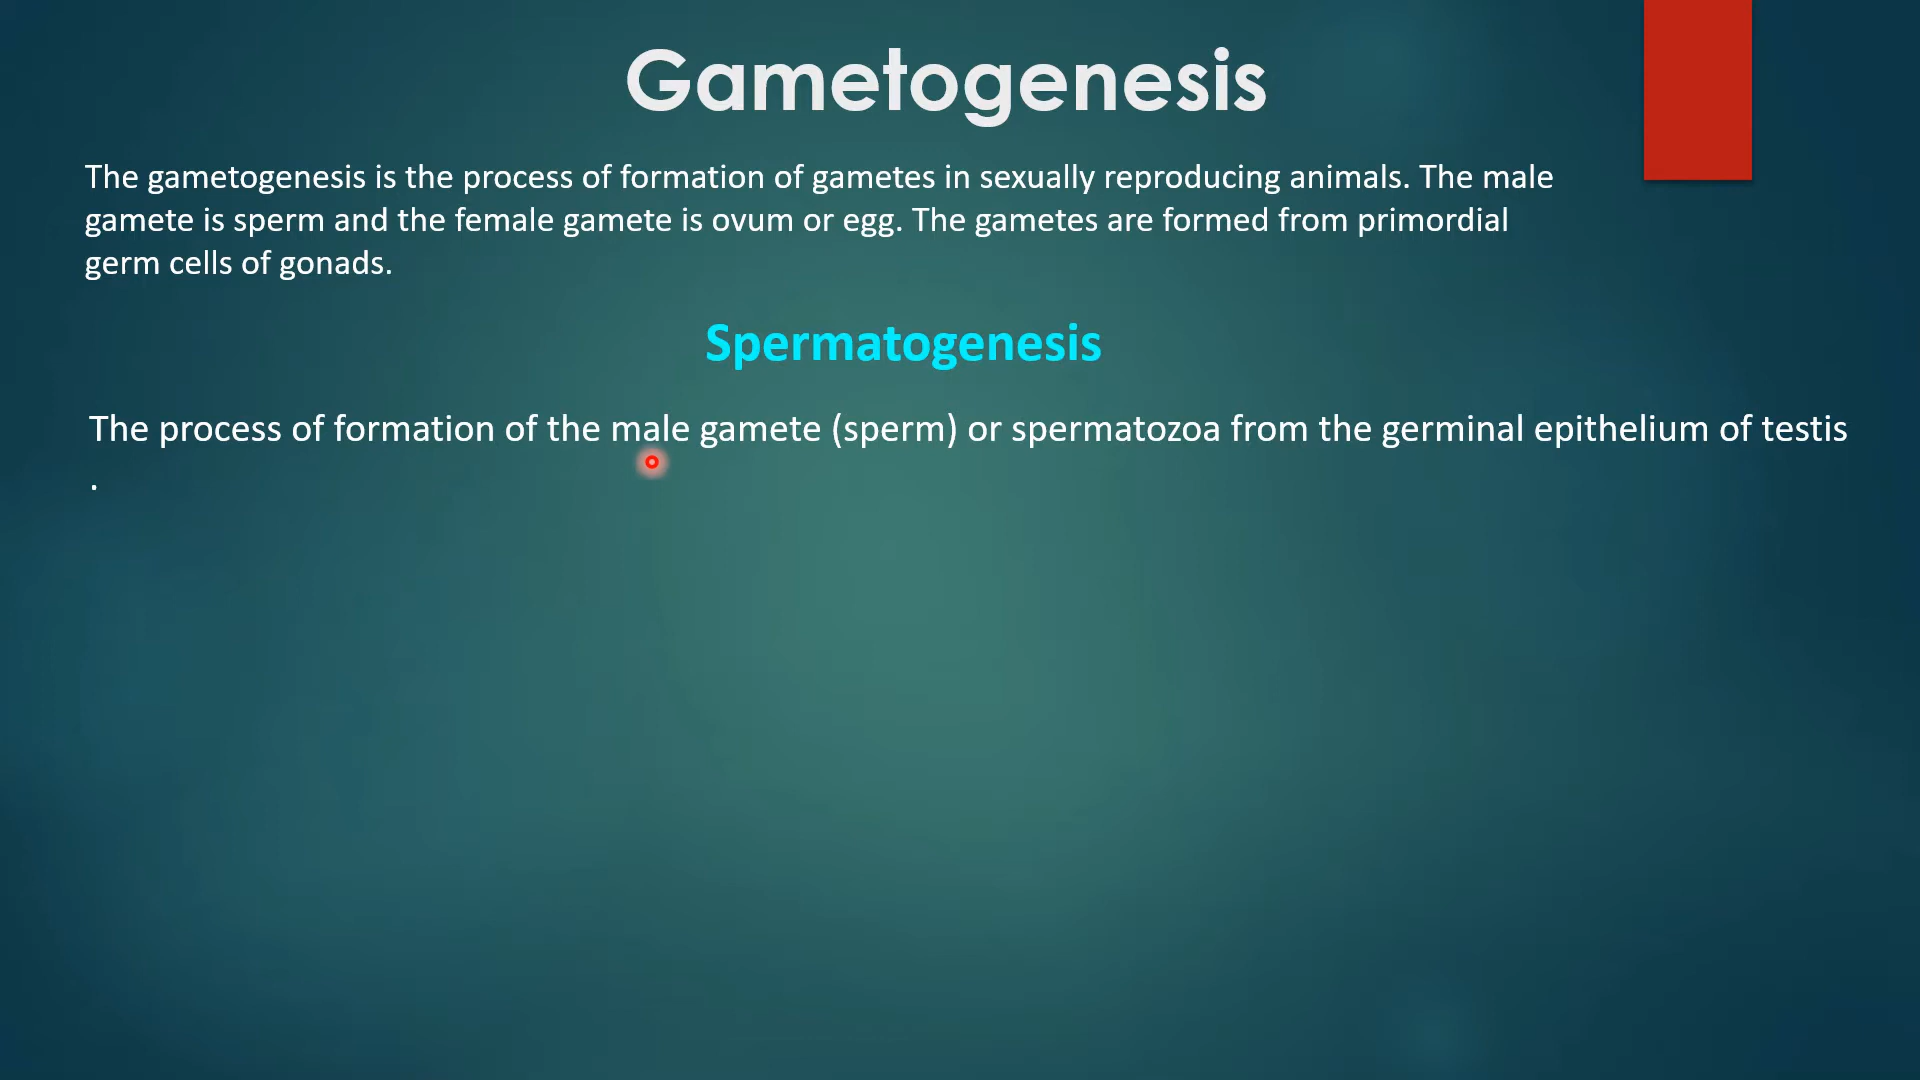 Gametogenesis
The gametogenesis is the process of formation of gametes in sexually reproducing animals. The male
gamete is sperm and the female gamete is ovum or egg. The gametes are formed from primordial
germ cells of gonads.
Spermatogenesis
The process of formation of the male gamete (sperm) or spermatozoa from the germinal epithelium of testis
.